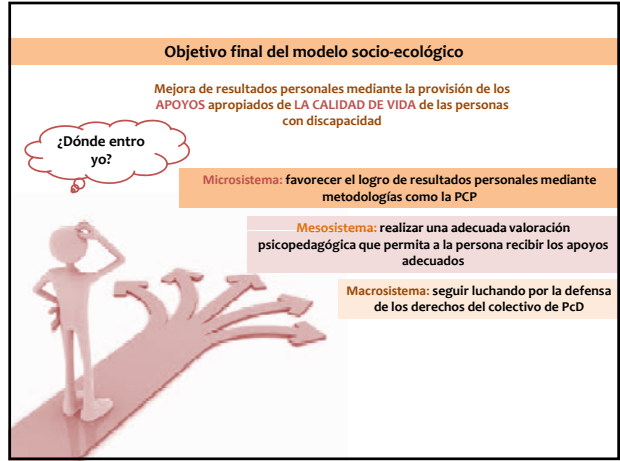 Objetivo final del modelo socio-ecológico
Mejora de resultados personales mediante la provisión de los
APOYOS apropiados de LA CALIDAD DE VIDA de las personas
con discapacidad
¿Dónde entro
yo?
Microsistema: favorecer el logro de resultados personales mediante
metodologías como la PCP
Mesosistema: realizar una adecuada valoración
psicopedagógica que permita a la persona recibir los apoyos
adecuados
Macrosistema: seguir luchando por la defensa
de los derechos del colectivo de PcD